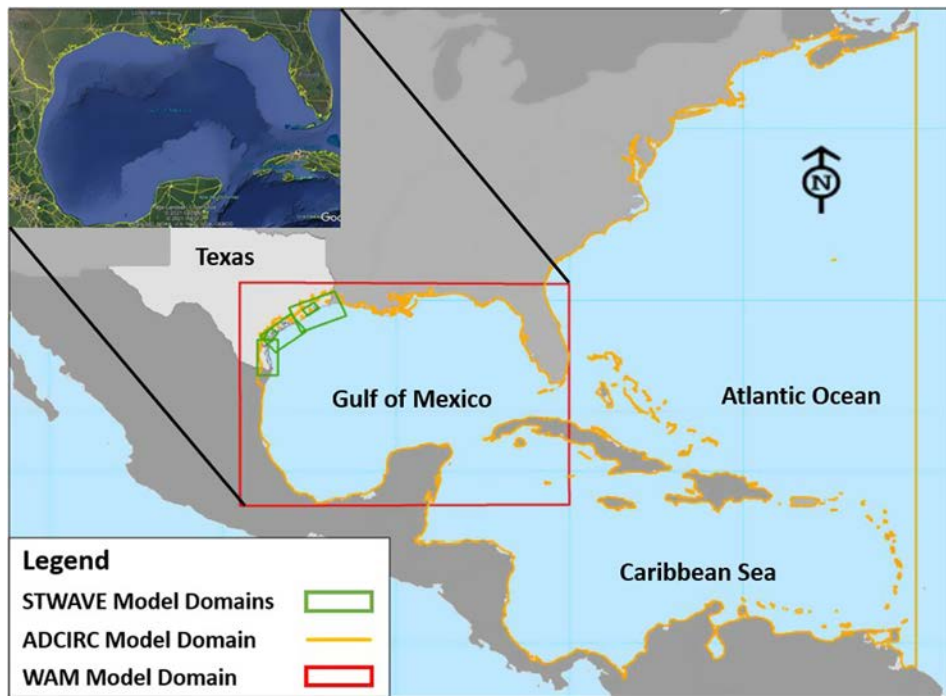 Texas
N
Gulf of Mexico
Atlantic Ocean
Caribbean Sea
Legend
STWAVE Model Domains
ADCIRC Model Domain
WAM Model Domain